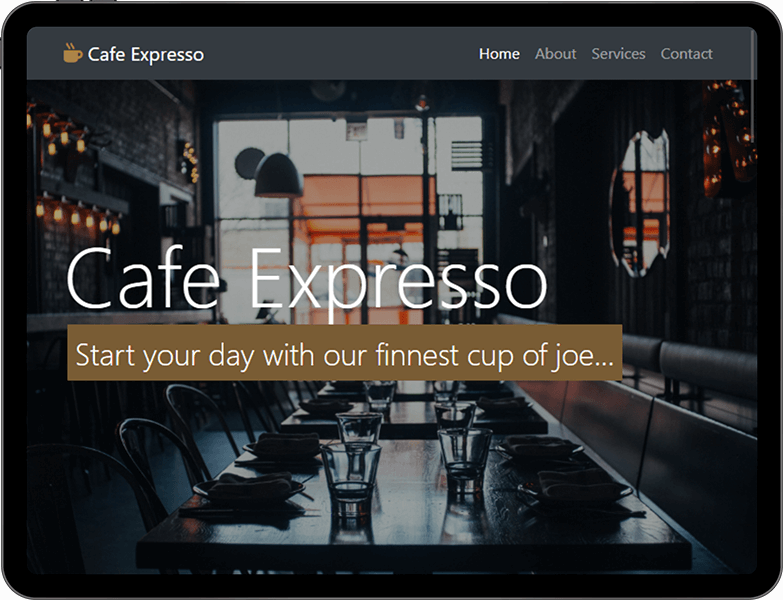 Cafe Expresso
Home About Services Contact
Cafe Expresso
Start your day with our finnest cup of joe...